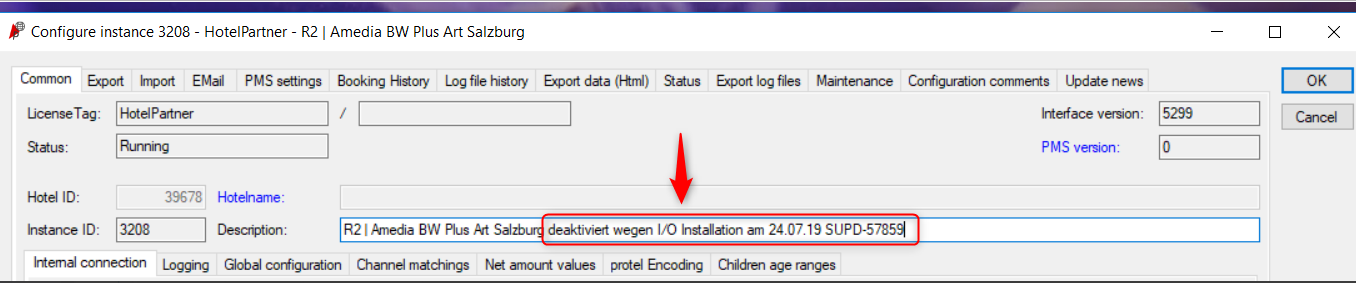 Configure instance 3208 - HotelPartner - R2 | Amedia BW Plus Art Salzburg
Common Export Import EMail PMS settings Booking History Log file history Export data (Html) Status Export log files Maintenance Configuration comments Update news OK
LicenseTag: HotelPartner / Interface version: 5299 Cancel
Status: Running PMS version: 0
Hotel ID: 39678 Hotelname:
Instance ID: 3208 Description: R2 | Amedia BW Plus Art Salzburg deaktiviert wegen I/O Installation am 24.07.19 SUPD-57859
Internal connection Logging Global configuration Channel matchings Net amount values protel Encoding Children age ranges